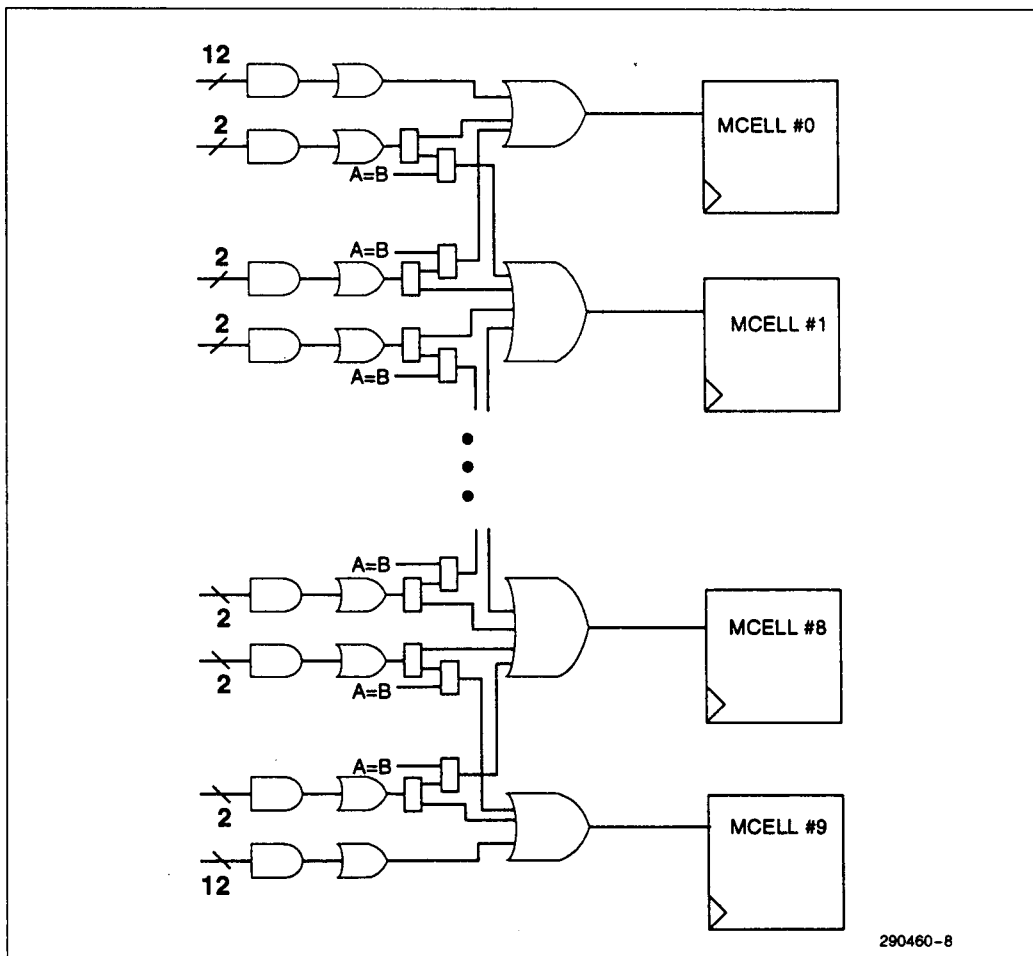 12
MCELL #0
2
A=B
A=B
2
MCELL #1
2
A=B
A=B
2
MCELL #8
2
A=B
A=B
2
MCELL #9
12
290460-8